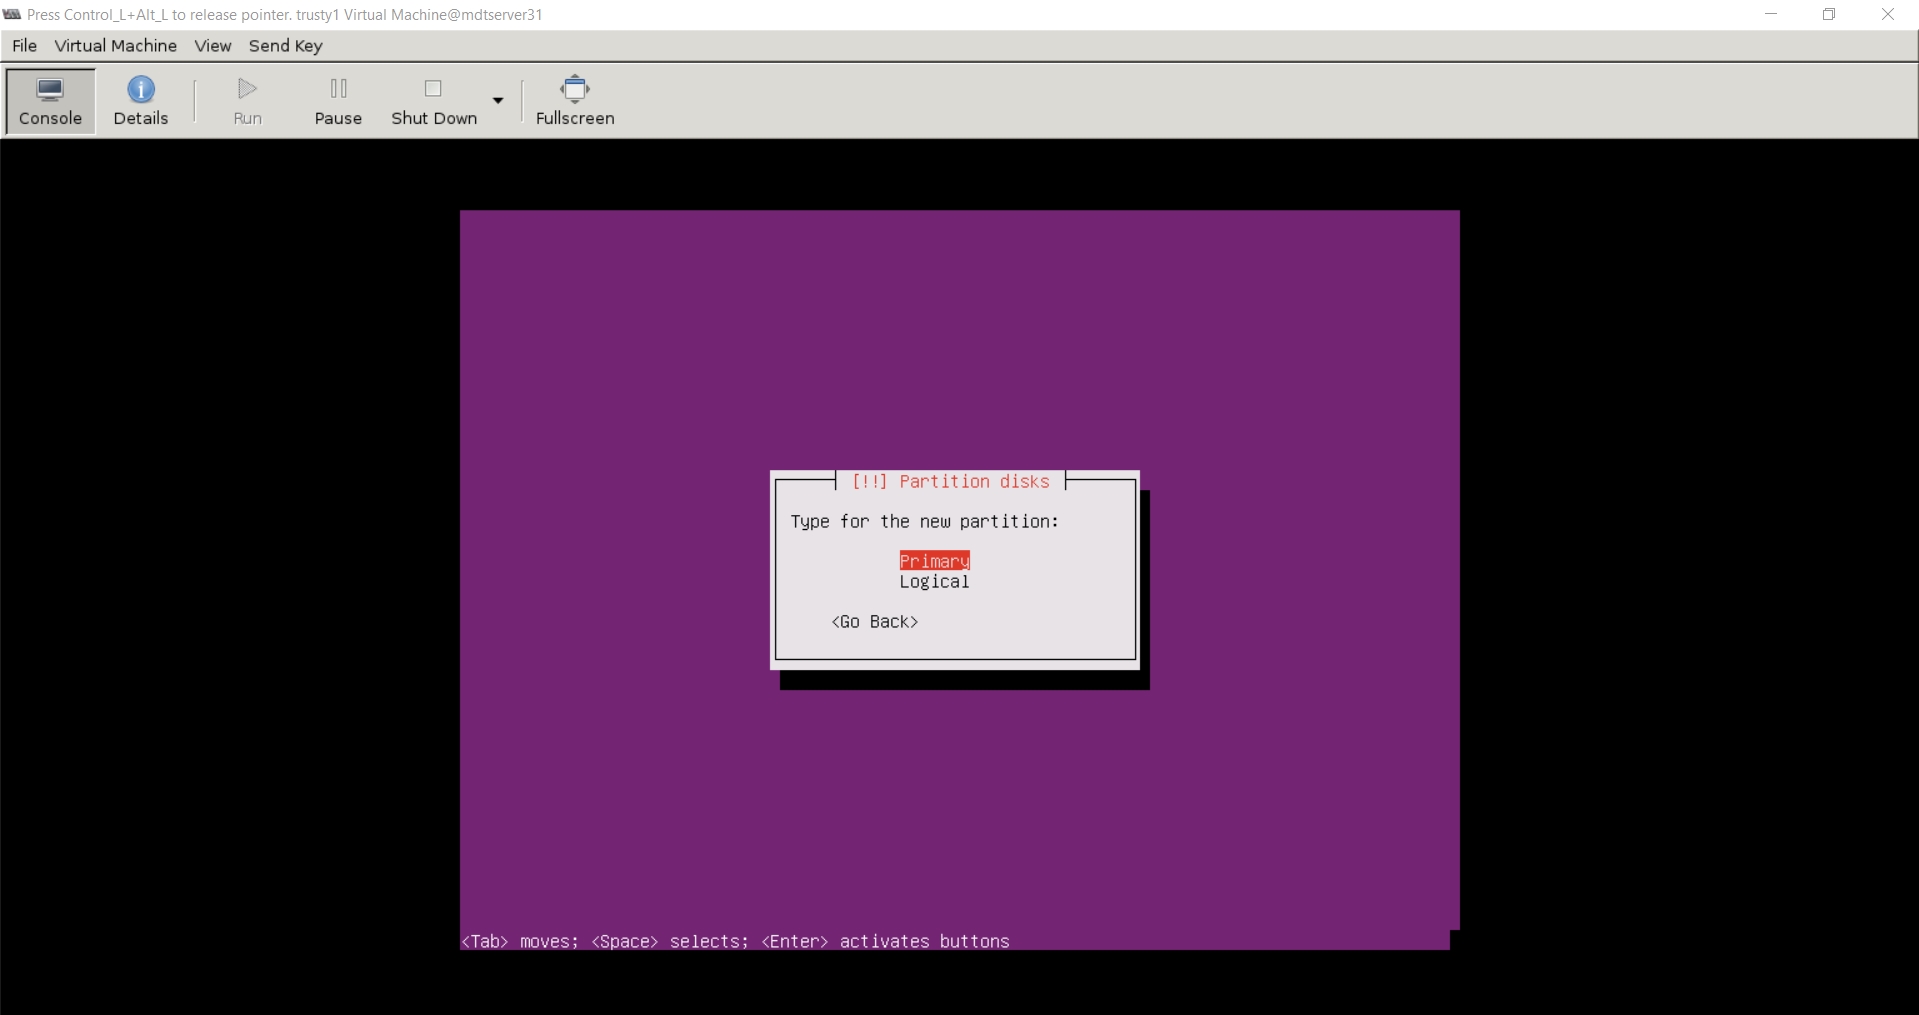 Press Control_L+Alt_L to release pointer. trusty1 Virtual Machine@mdtserver31
File Virtual Machine View Send Key
Console Details Run Pause Shut Down Fullscreen
[!!] Partition disks
Type for the new partition:
Primary
Logical
<Go Back>
<Tab> moves; <Space> selects; <Enter> activates buttons